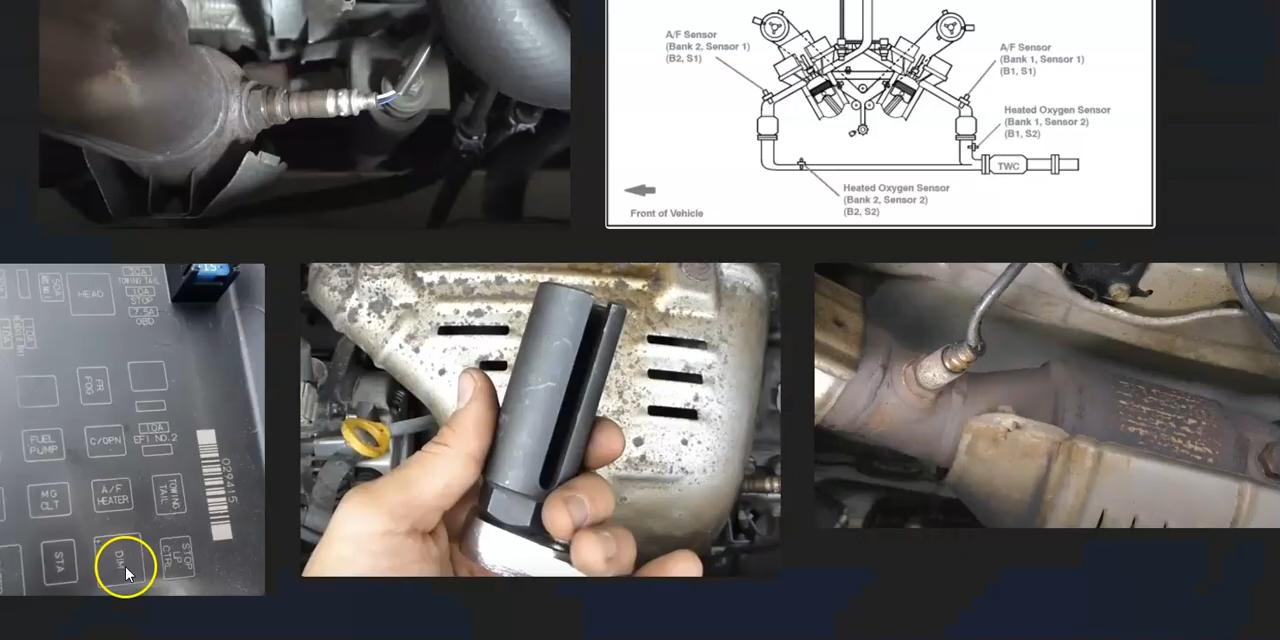 A/F Sensor
(Bank 2, Sensor 1)
(B2, S1)
A/F Sensor
(Bank 1, Sensor 1)
(B1, S1)
Heated Oxygen Sensor
(Bank 1, Sensor 2)
(B1, S2)
TWC
Heated Oxygen Sensor
(Bank 2, Sensor 2)
(B2, S2)
Front of Vehicle
15
HEAD
TOWING TAIL
10A
STOP
7.5A
OBD
FR
FOG
FUEL
PUMP
C/OPN
10A
EFI NO.2
MG
CLT
A/F
HEATER
TOWING
TAIL
STA
DIM
STOP
LP
CTR
029415